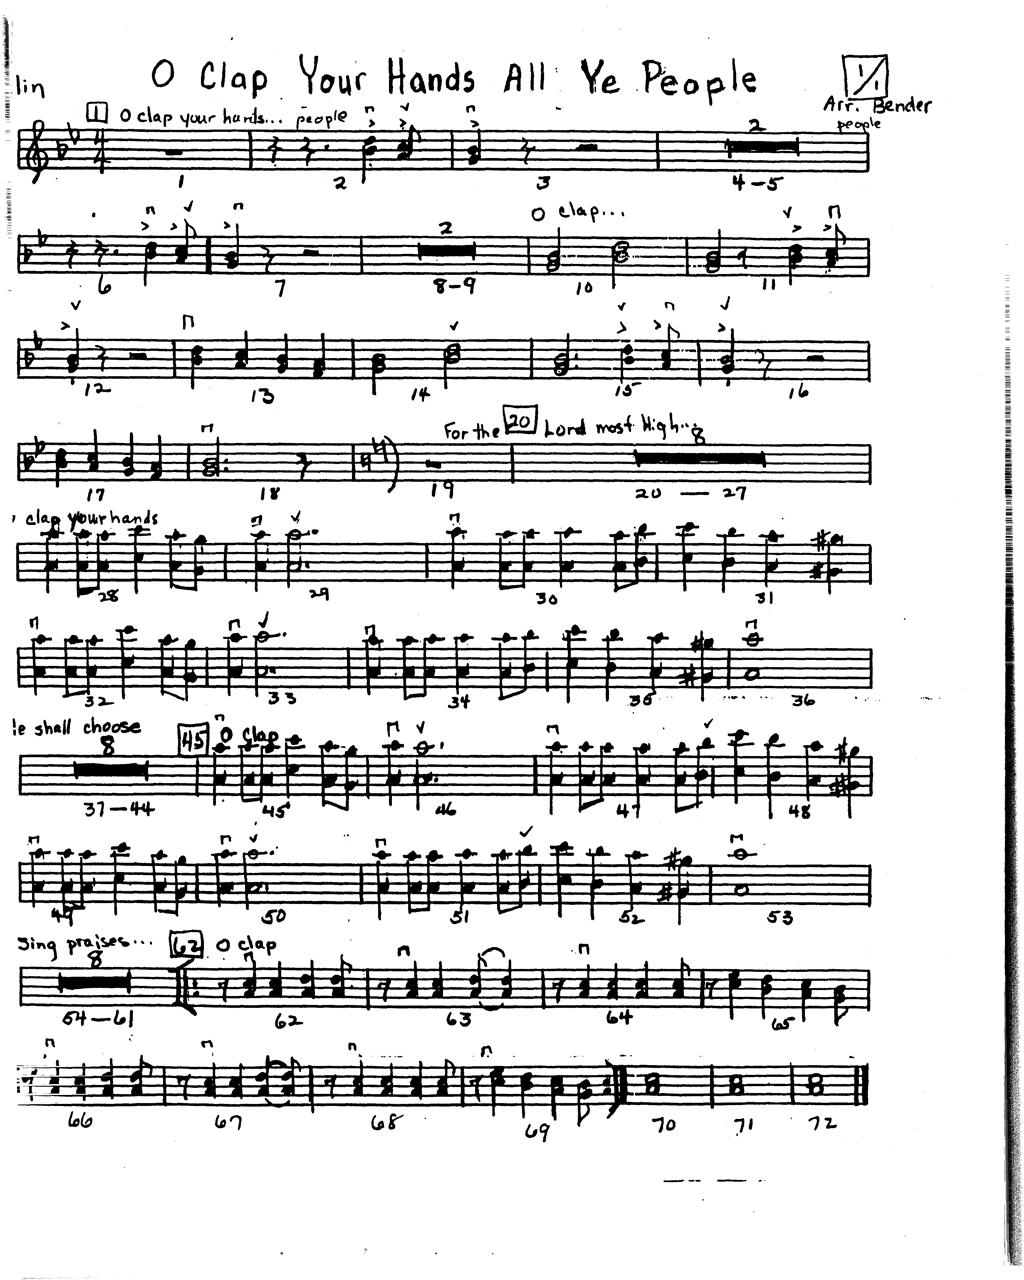 O Clap Your Hands All Ye People
1/1
lin
Arr. Bender
1 O clap your hands... people
people
2
1 2 3 4-5
O clap...
2
6 7 8-9 10 11
12 13 14 15 16
For the 20 Lord most High...
8
17 18 19 20 — 27
clap your hands
28 29 30 31
32 33 34 35 36
le shall choose
8
45 O clap
37-44 45 46 47 48
49 50 51 52 53
Sing praises... 62 O clap
8
54-61 62 63 64 65
66 67 68 69 70 71 72